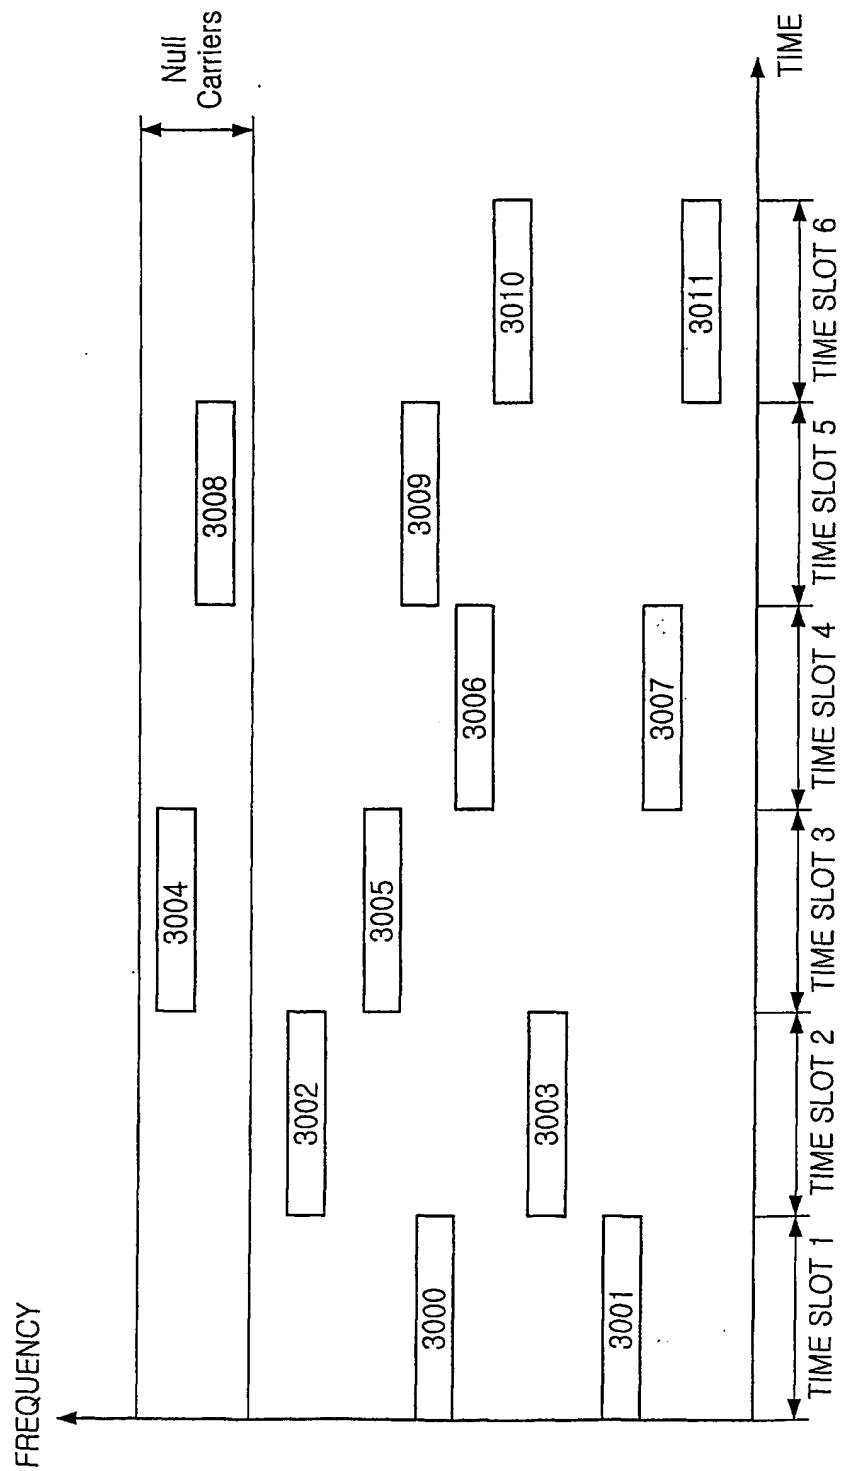 FREQUENCY
Null
Carriers
3000
3001
3002
3003
3004
3005
3006
3007
3008
3009
3010
3011
TIME SLOT 1
TIME SLOT 2
TIME SLOT 3
TIME SLOT 4
TIME SLOT 5
TIME SLOT 6
TIME